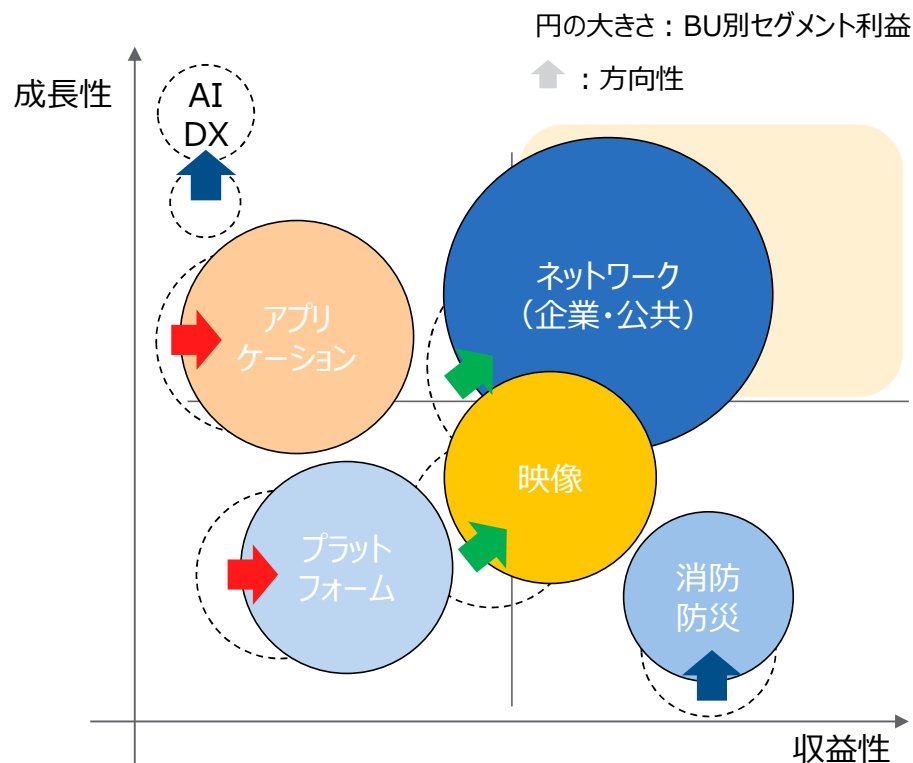 円の大きさ：BU別セグメント利益
：方向性
成長性
AI
DX
ネットワーク
（企業・公共）
アプリ
ケーション
映像
プラット
フォーム
消防
防災
収益性